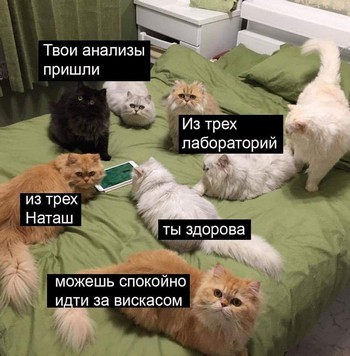 Твои анализы
пришли
Из трех
лабораторий
из трех
Наташ
ты здорова
можешь спокойно
идти за вискасом